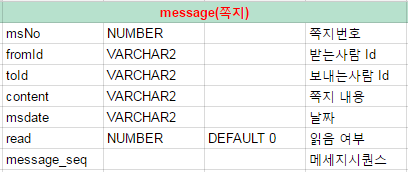 message(쪽지)
msNo NUMBER 쪽지번호
fromId VARCHAR2 받는사람 Id
toId VARCHAR2 보내는사람 Id
content VARCHAR2 쪽지 내용
msdate VARCHAR2 날짜
read NUMBER DEFAULT 0 읽음 여부
message_seq 메세지시퀀스